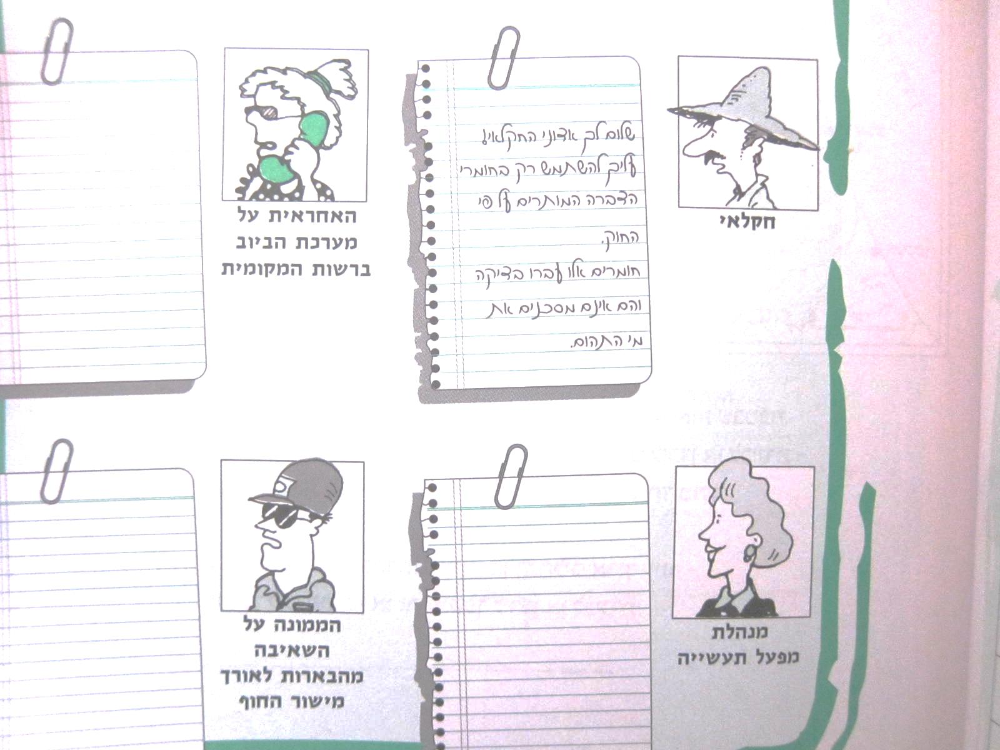 חקלאי
שלום לך אדוני החקלאי!
עליך להשתמש רק בחומרי
הדברה המותרים על פי
החוק.
חומרים אלו עברו בדיקה
והם אינם מסכנים את
מי התהום.
האחראית על
מערכת הביוב
ברשות המקומית
מנהלת
מפעל תעשייה
הממונה על
השאיבה
מהבארות לאורך
מישור החוף